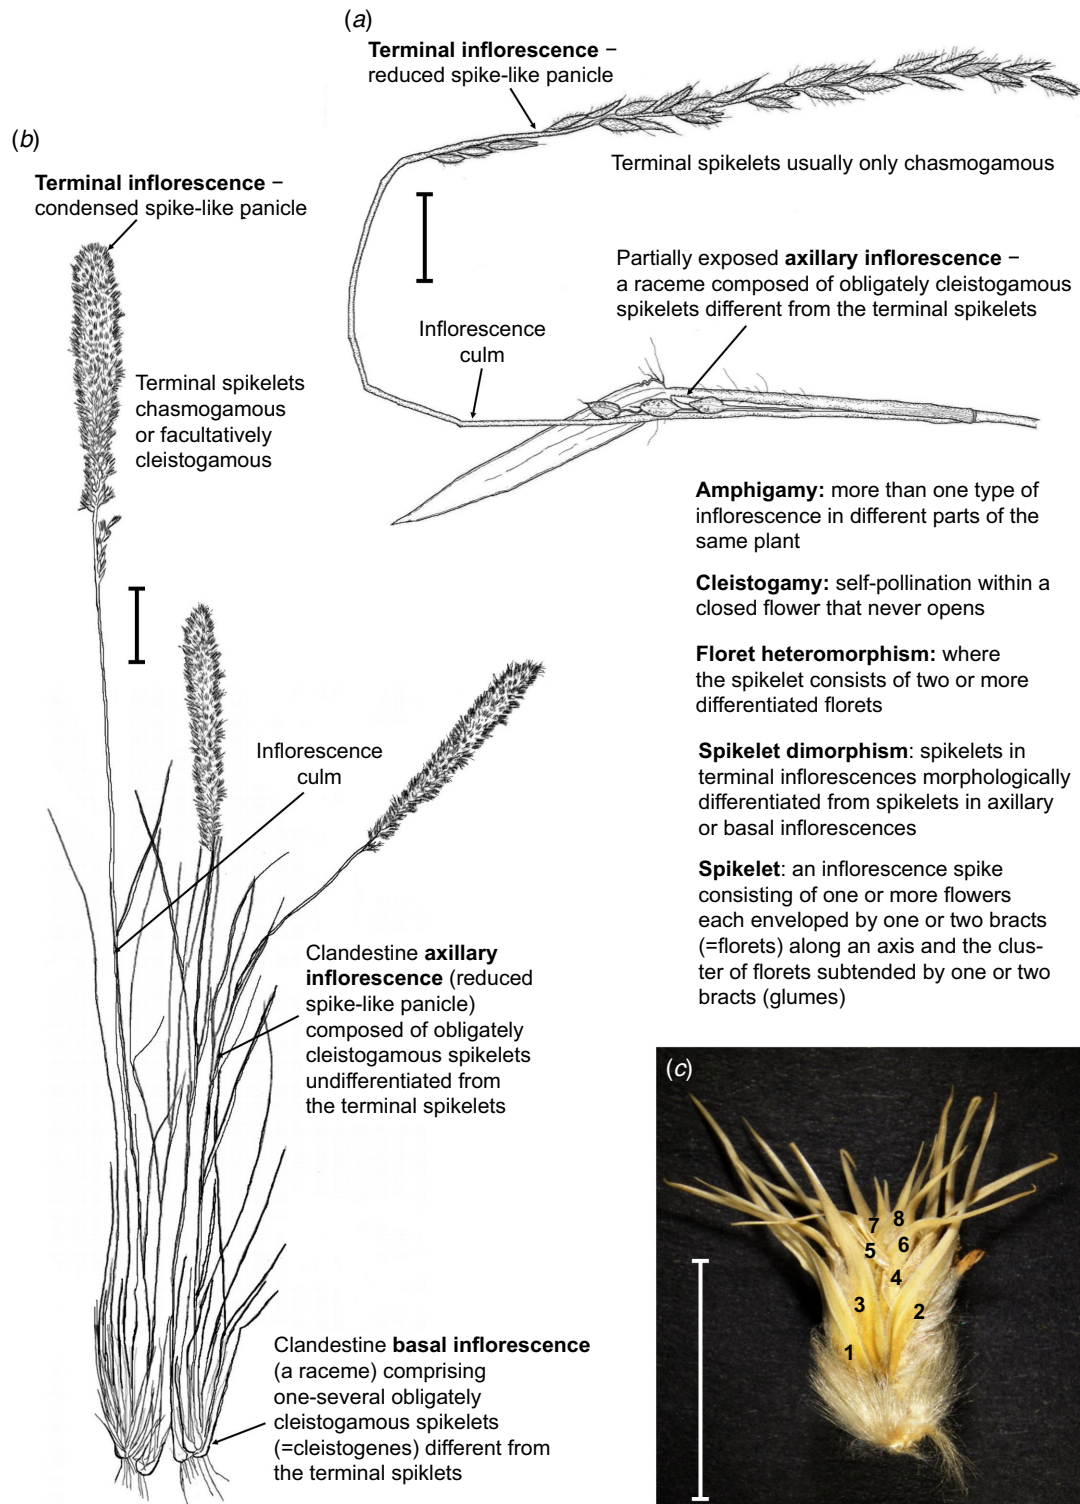 (a)
Terminal inflorescence –
reduced spike-like panicle
Terminal spikelets usually only chasmogamous
Partially exposed axillary inflorescence –
a raceme composed of obligately cleistogamous
spikelets different from the terminal spikelets
Inflorescence
culm
(b)
Terminal inflorescence –
condensed spike-like panicle
Terminal spikelets
chasmogamous
or facultatively
cleistogamous
Inflorescence
culm
Clandestine axillary
inflorescence (reduced
spike-like panicle)
composed of obligately
cleistogamous spikelets
undifferentiated from
the terminal spikelets
Clandestine basal inflorescence
(a raceme) comprising
one-several obligately
cleistogamous spikelets
(=cleistogenes) different from
the terminal spiklets
Amphigamy: more than one type of
inflorescence in different parts of the
same plant
Cleistogamy: self-pollination within a
closed flower that never opens
Floret heteromorphism: where
the spikelet consists of two or more
differentiated florets
Spikelet dimorphism: spikelets in
terminal inflorescences morphologically
differentiated from spikelets in axillary
or basal inflorescences
Spikelet: an inflorescence spike
consisting of one or more flowers
each enveloped by one or two bracts
(=florets) along an axis and the clus-
ter of florets subtended by one or two
bracts (glumes)
(c)
7 8
5 6
4
3 2
1